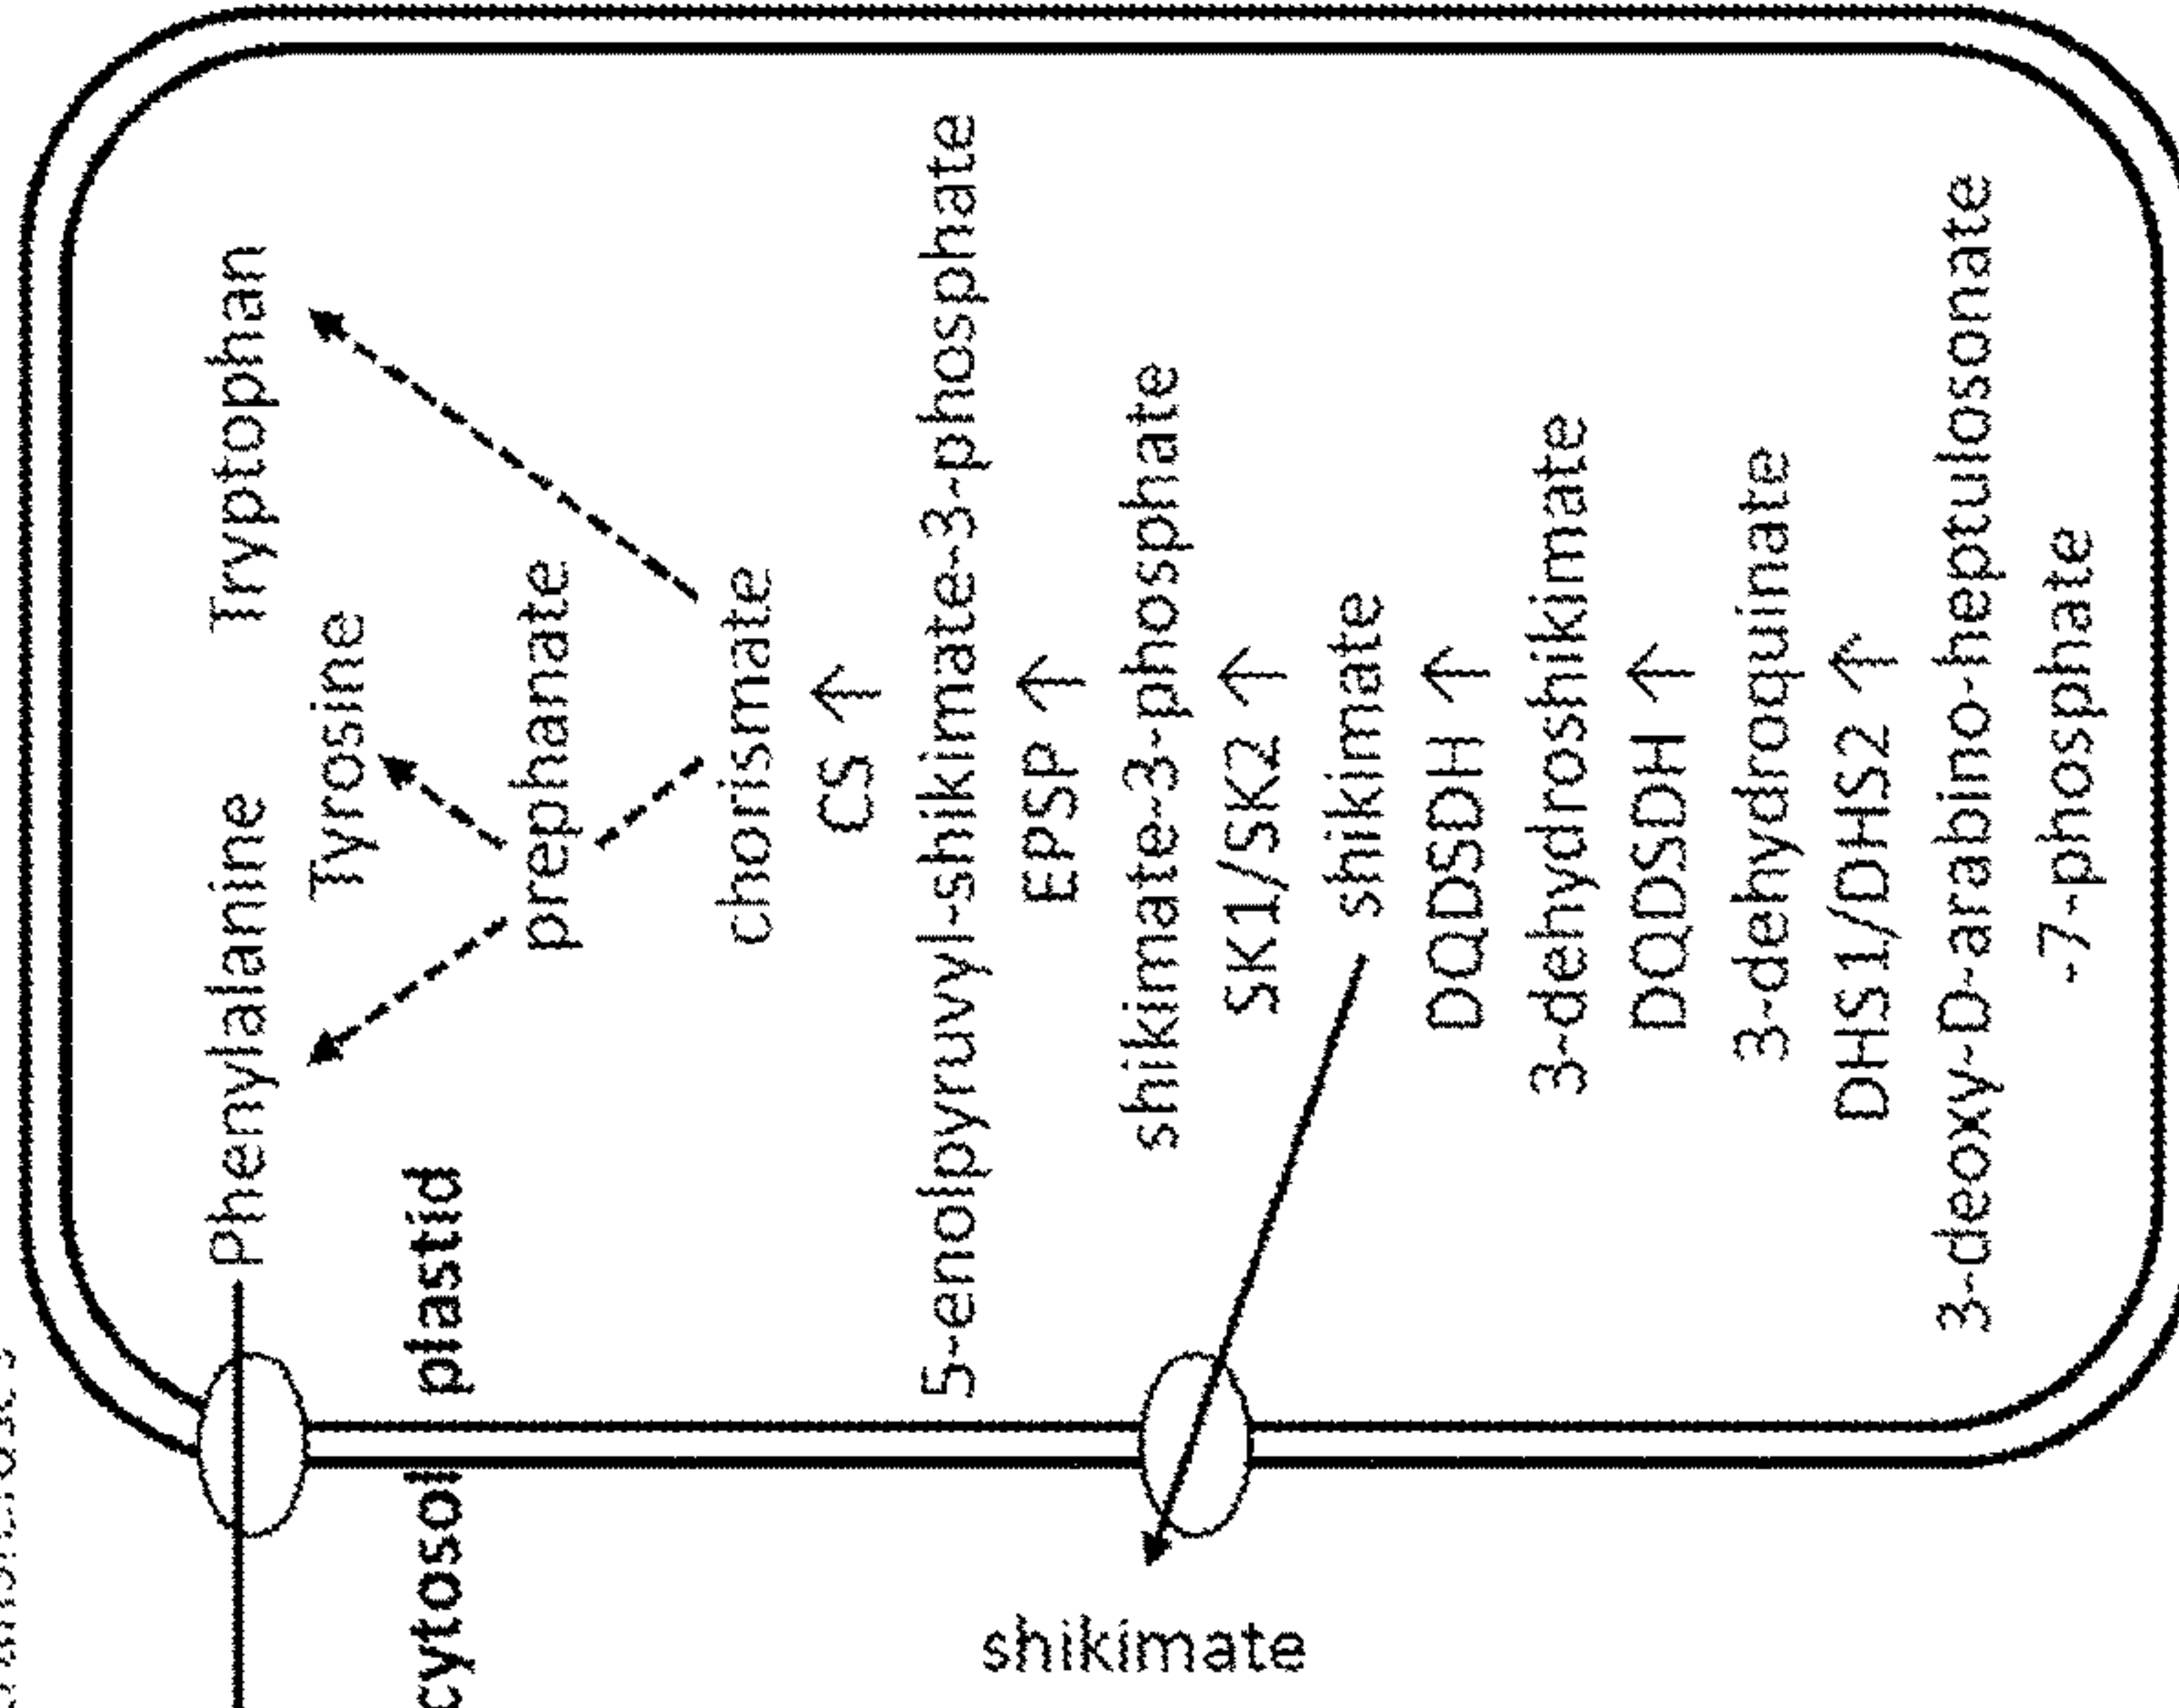 Phenylalanine Tryptophan
Tyrosine
cytosol plastid
prephanate
chorismate
CS ↑
5-enolpyruvyl-shikimate-3-phosphate
EPSP ↑
shikimate-3-phosphate
SK1/SK2 ↑
shikimate
DQDSDH ↑
3-dehydroshikimate
DQDSDH ↑
3-dehydroquinate
DHS1/DHS2 ↑
3-deoxy-D-arabino-heptulosonate
-7-phosphate
shikimate